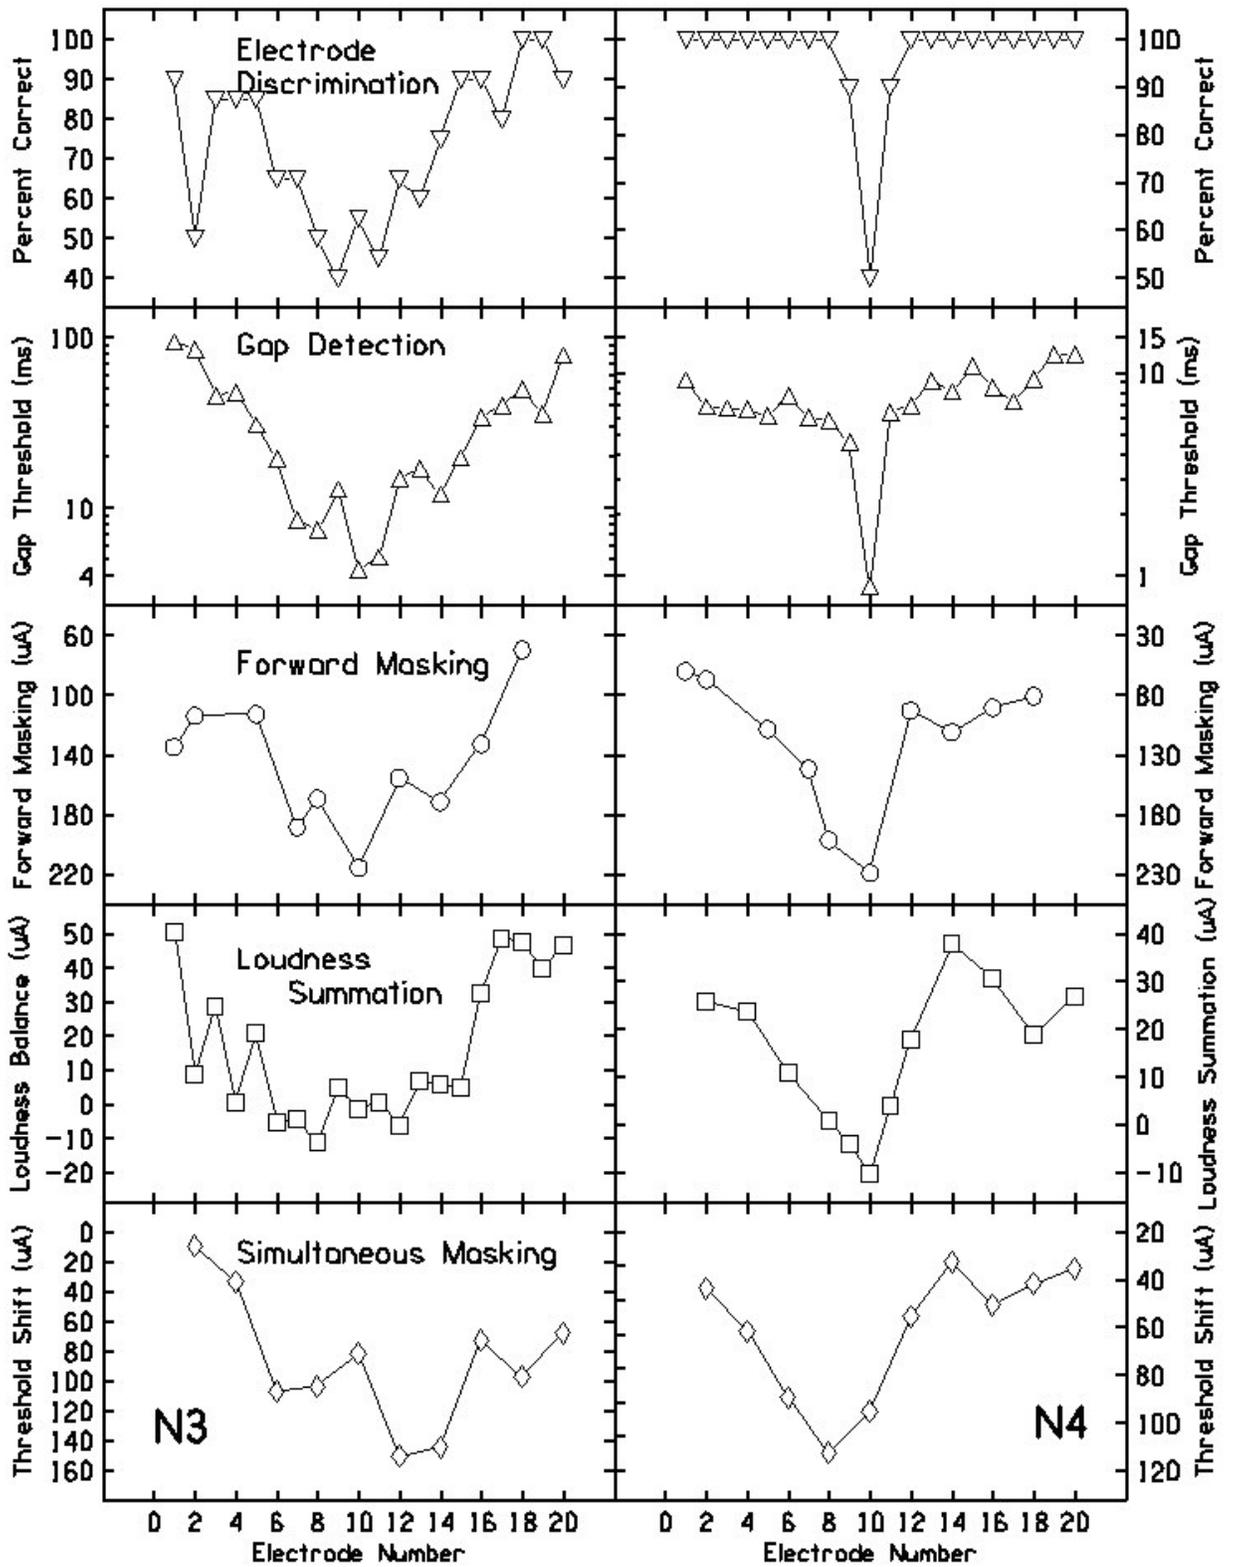 Electrode
Discrimination
Percent Correct
100
90
80
70
60
50
40
100
90
80
70
60
50
Percent Correct
Gap Detection
Gap Threshold (ms)
100
10
4
15
10
1
Gap Threshold (ms)
Forward Masking
Forward Masking (uA)
60
100
140
180
220
30
80
130
180
230
Forward Masking (uA)
Loudness
Summation
Loudness Balance (uA)
50
40
30
20
10
0
-10
-20
40
30
20
10
0
-10
Loudness Summation (uA)
Simultaneous Masking
Threshold Shift (uA)
0
20
40
60
80
100
120
140
160
N3
N4
20
40
60
80
100
120
Threshold Shift (uA)
0 2 4 6 8 10 12 14 16 18 20
0 2 4 6 8 10 12 14 16 18 20
Electrode Number
Electrode Number